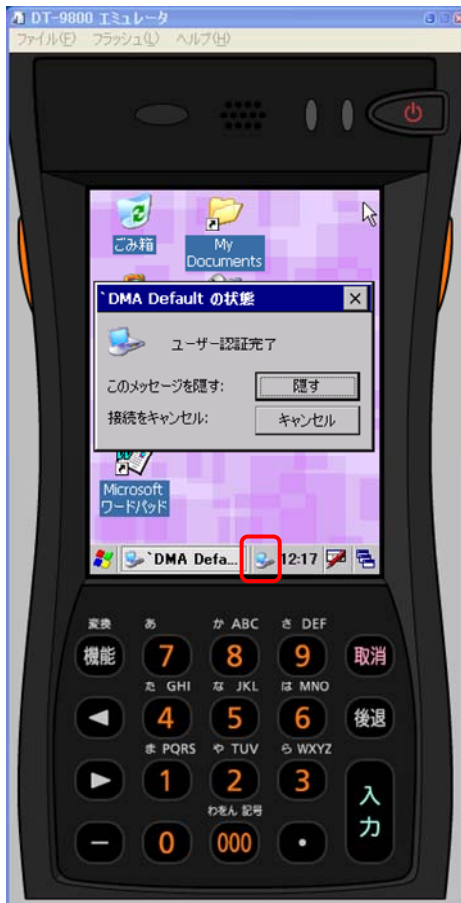 DT-9800 エミュレータ
ファイル(F) フラッシュ(L) ヘルプ(H)
ごみ箱
My Documents
`DMA Default の状態
ユーザー認証完了
このメッセージを隠す: 隠す
接続をキャンセル: キャンセル
Microsoft
ワードパッド
`DMA Defa... 12:17
変換 あ か ABC さ DEF
機能 7 8 9 取消
た GHI な JKL は MNO
4 5 6 後退
ま PQRS や TUV ら WXYZ
1 2 3
わをん 記号
入力
- 0 000 ・